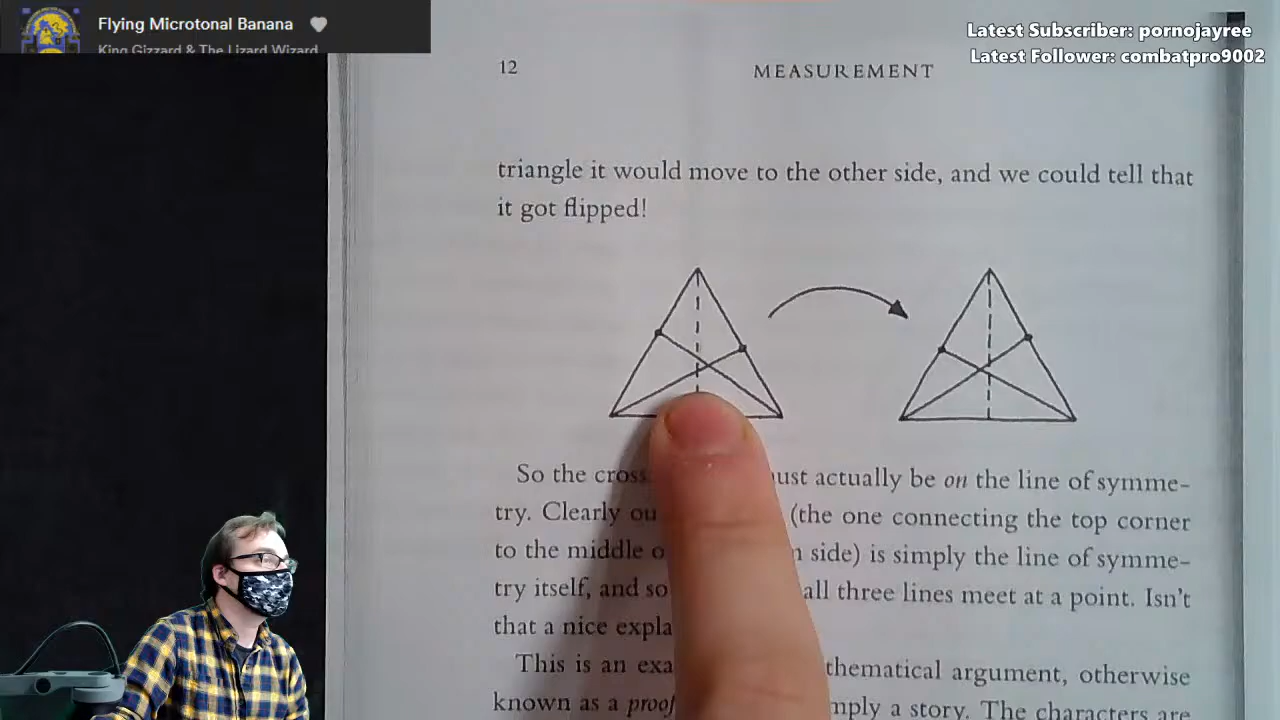 Flying Microtonal Banana
King Gizzard & The Lizard Wizard
Latest Subscriber: pornojayree
Latest Follower: combatpro9002
12
MEASUREMENT
triangle it would move to the other side, and we could tell that
it got flipped!
So the cross must actually be on the line of symme-
try. Clearly ou (the one connecting the top corner
to the middle o side) is simply the line of symme-
try itself, and so all three lines meet at a point. Isn't
that a nice expla
This is an exa thematical argument, otherwise
known as a proof mply a story. The characters are